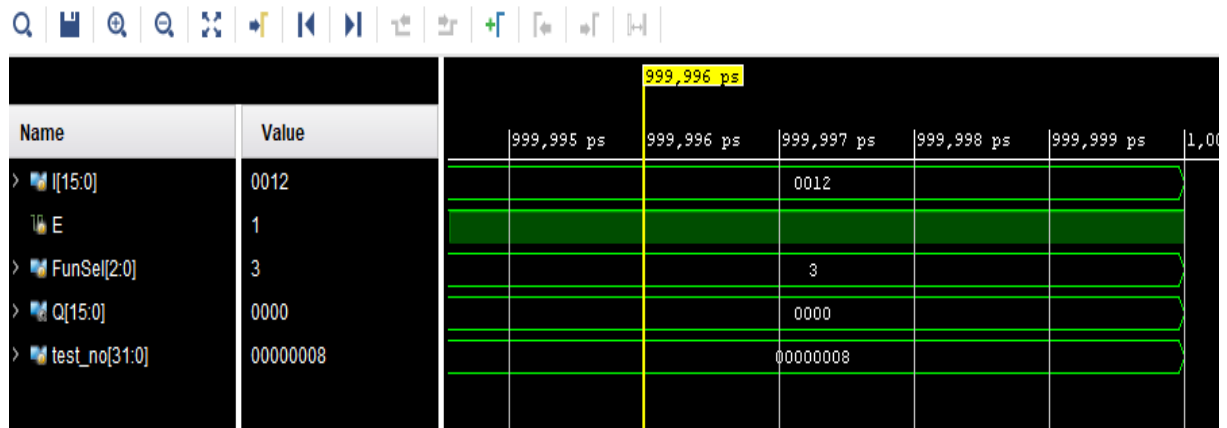 999,996 ps
Name Value
999,995 ps 999,996 ps 999,997 ps 999,998 ps 999,999 ps 1,00
I[15:0] 0012 0012
E 1
FunSel[2:0] 3 3
Q[15:0] 0000 0000
test_no[31:0] 00000008 00000008